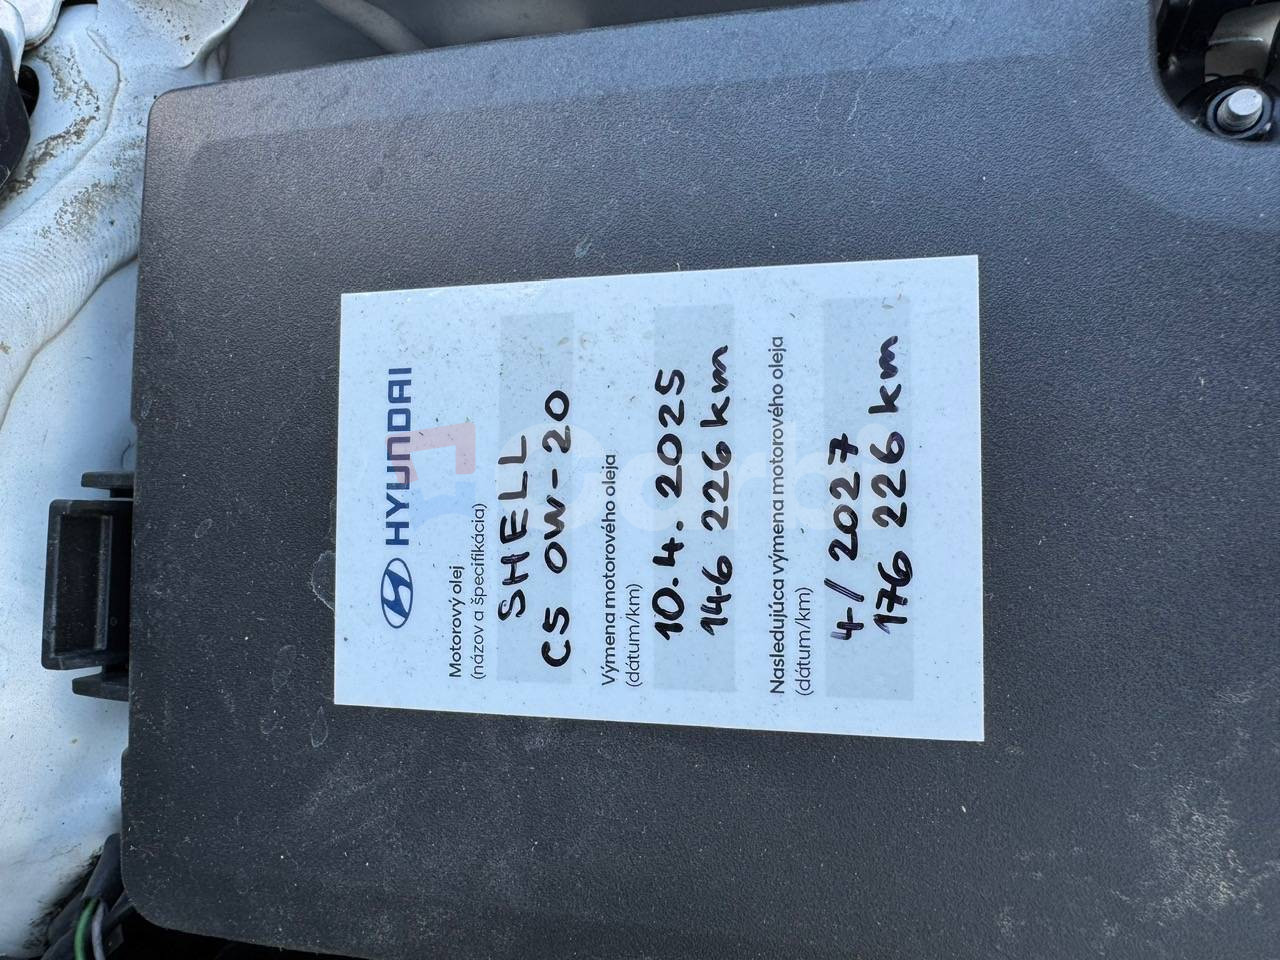 HYUNDAI
Motorový olej
(názov a špecifikácia)
SHELL
C5 0W-20
Výmena motorového oleja
(dátum/km)
10.4.2025
146 226 km
Nasledujúca výmena motorového oleja
(dátum/km)
4/2027
176 226 km